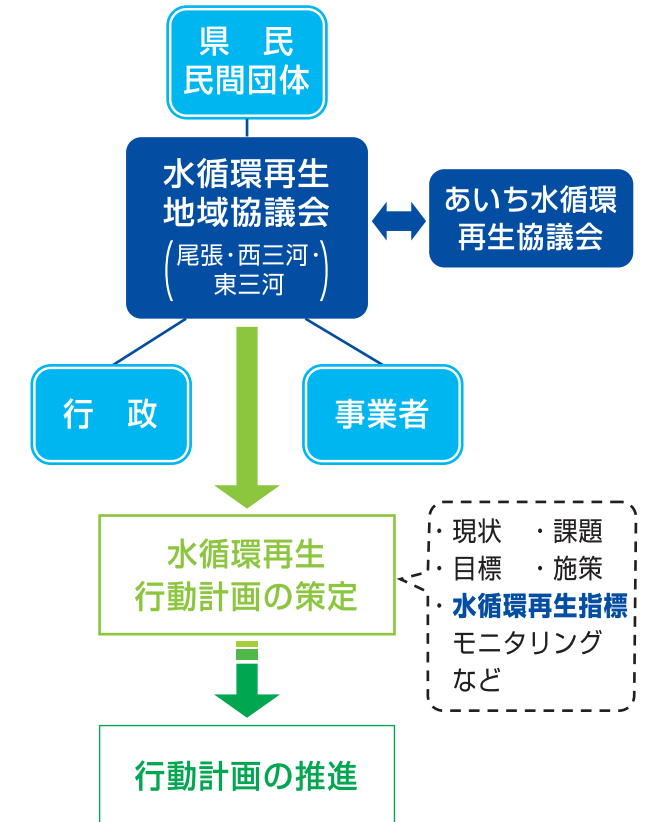 県　民
民間団体
水循環再生
地域協議会
(尾張・西三河・
東三河)
あいち水循環
再生協議会
行　政
事業者
水循環再生
行動計画の策定
・現状　・課題
・目標　・施策
・水循環再生指標
モニタリング
など
行動計画の推進